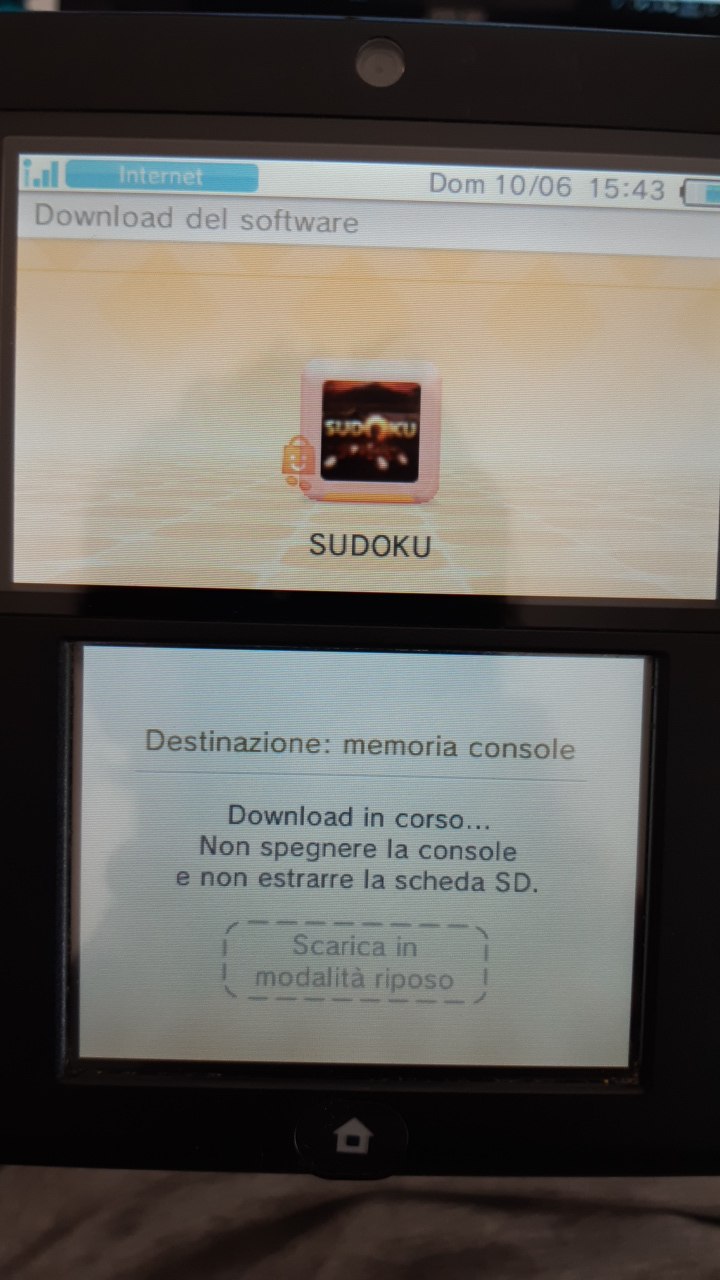 Internet
Dom 10/06 15:43
Download del software
SUDOKU
SUDOKU
Destinazione: memoria console
Download in corso...
Non spegnere la console
e non estrarre la scheda SD.
Scarica in
modalità riposo